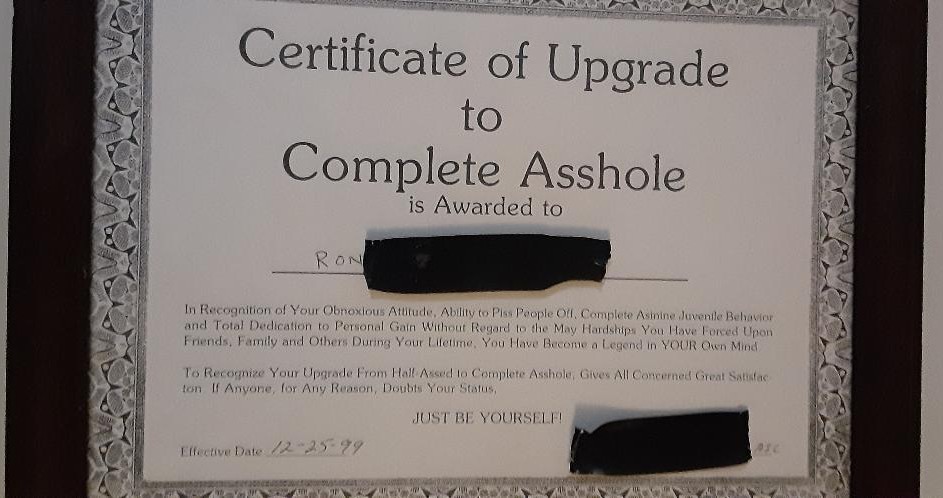 Certificate of Upgrade
to
Complete Asshole
is Awarded to
RON
In Recognition of Your Obnoxious Attitude, Ability to Piss People Off, Complete Asinine Juvenile Behavior
and Total Dedication to Personal Gain Without Regard to the May Hardships You Have Forced Upon
Friends, Family and Others During Your Lifetime, You Have Become a Legend in YOUR Own Mind
To Recognize Your Upgrade From Half-Assed to Complete Asshole, Gives All Concerned Great Satisfac
ton. If Anyone, for Any Reason, Doubts Your Status,
JUST BE YOURSELF!
Effective Date 12-25-99